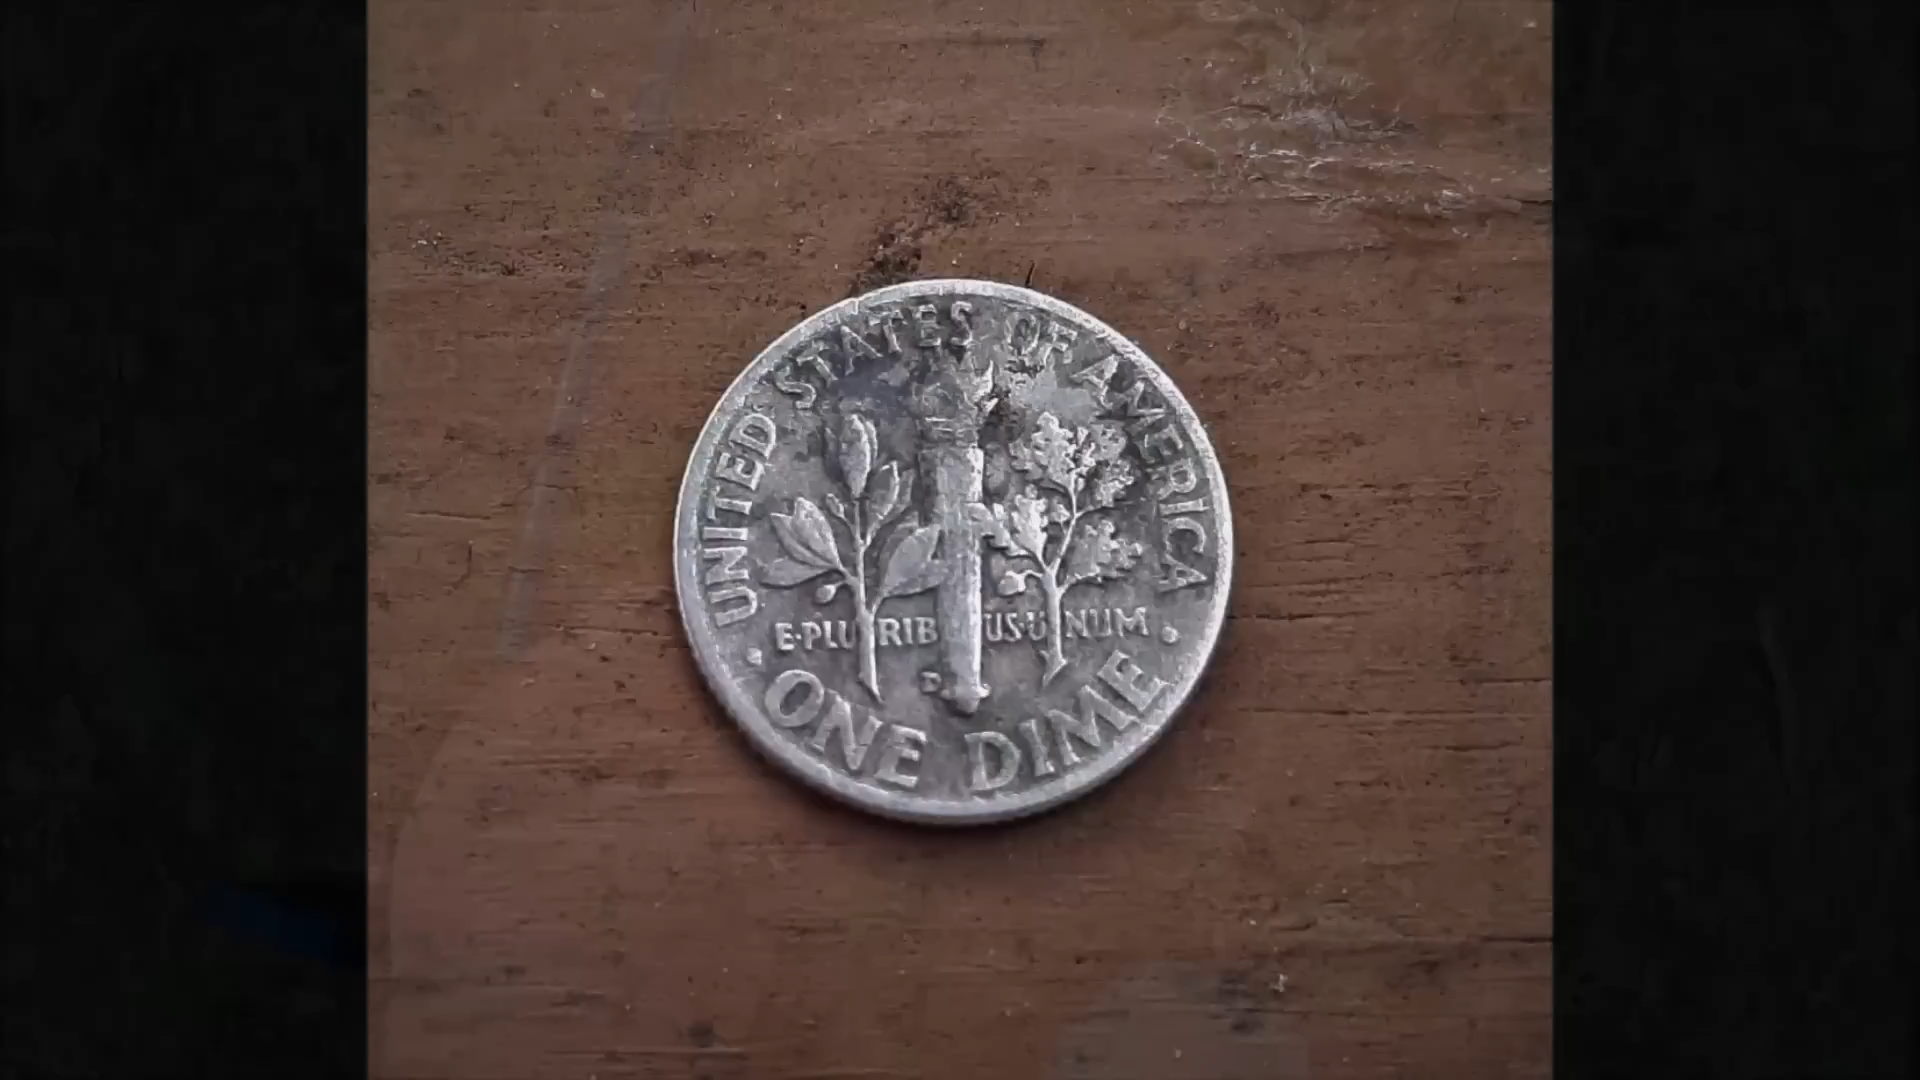 UNITED STATES OF AMERICA
E·PLURIBUS·UNUM
D
· ONE DIME ·